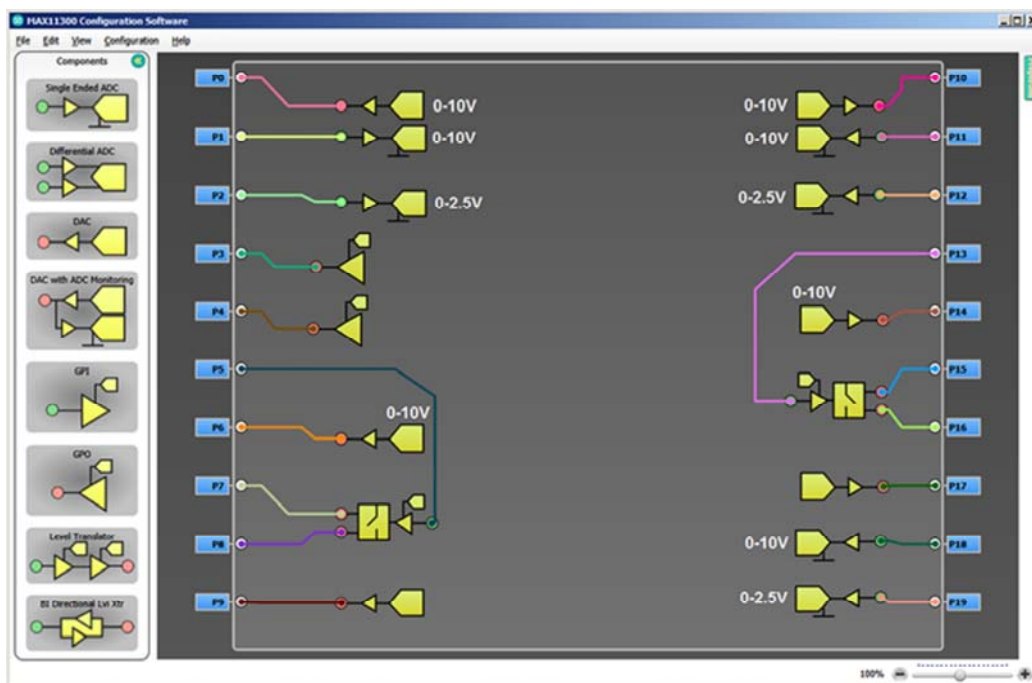 MAX11300 Configuration Software
File Edit View Configuration Help
Components
Single Ended ADC
Differential ADC
DAC
DAC with ADC Monitoring
GPI
GPO
Level Translator
BI Directional Lvl Xtr
P0
0-10V
P1
0-10V
P2
0-2.5V
P3
P4
P5
P6
0-10V
P7
P8
P9
0-10V
P10
0-10V
P11
0-2.5V
P12
P13
0-10V
P14
P15
P16
P17
0-10V
P18
0-2.5V
P19
100%